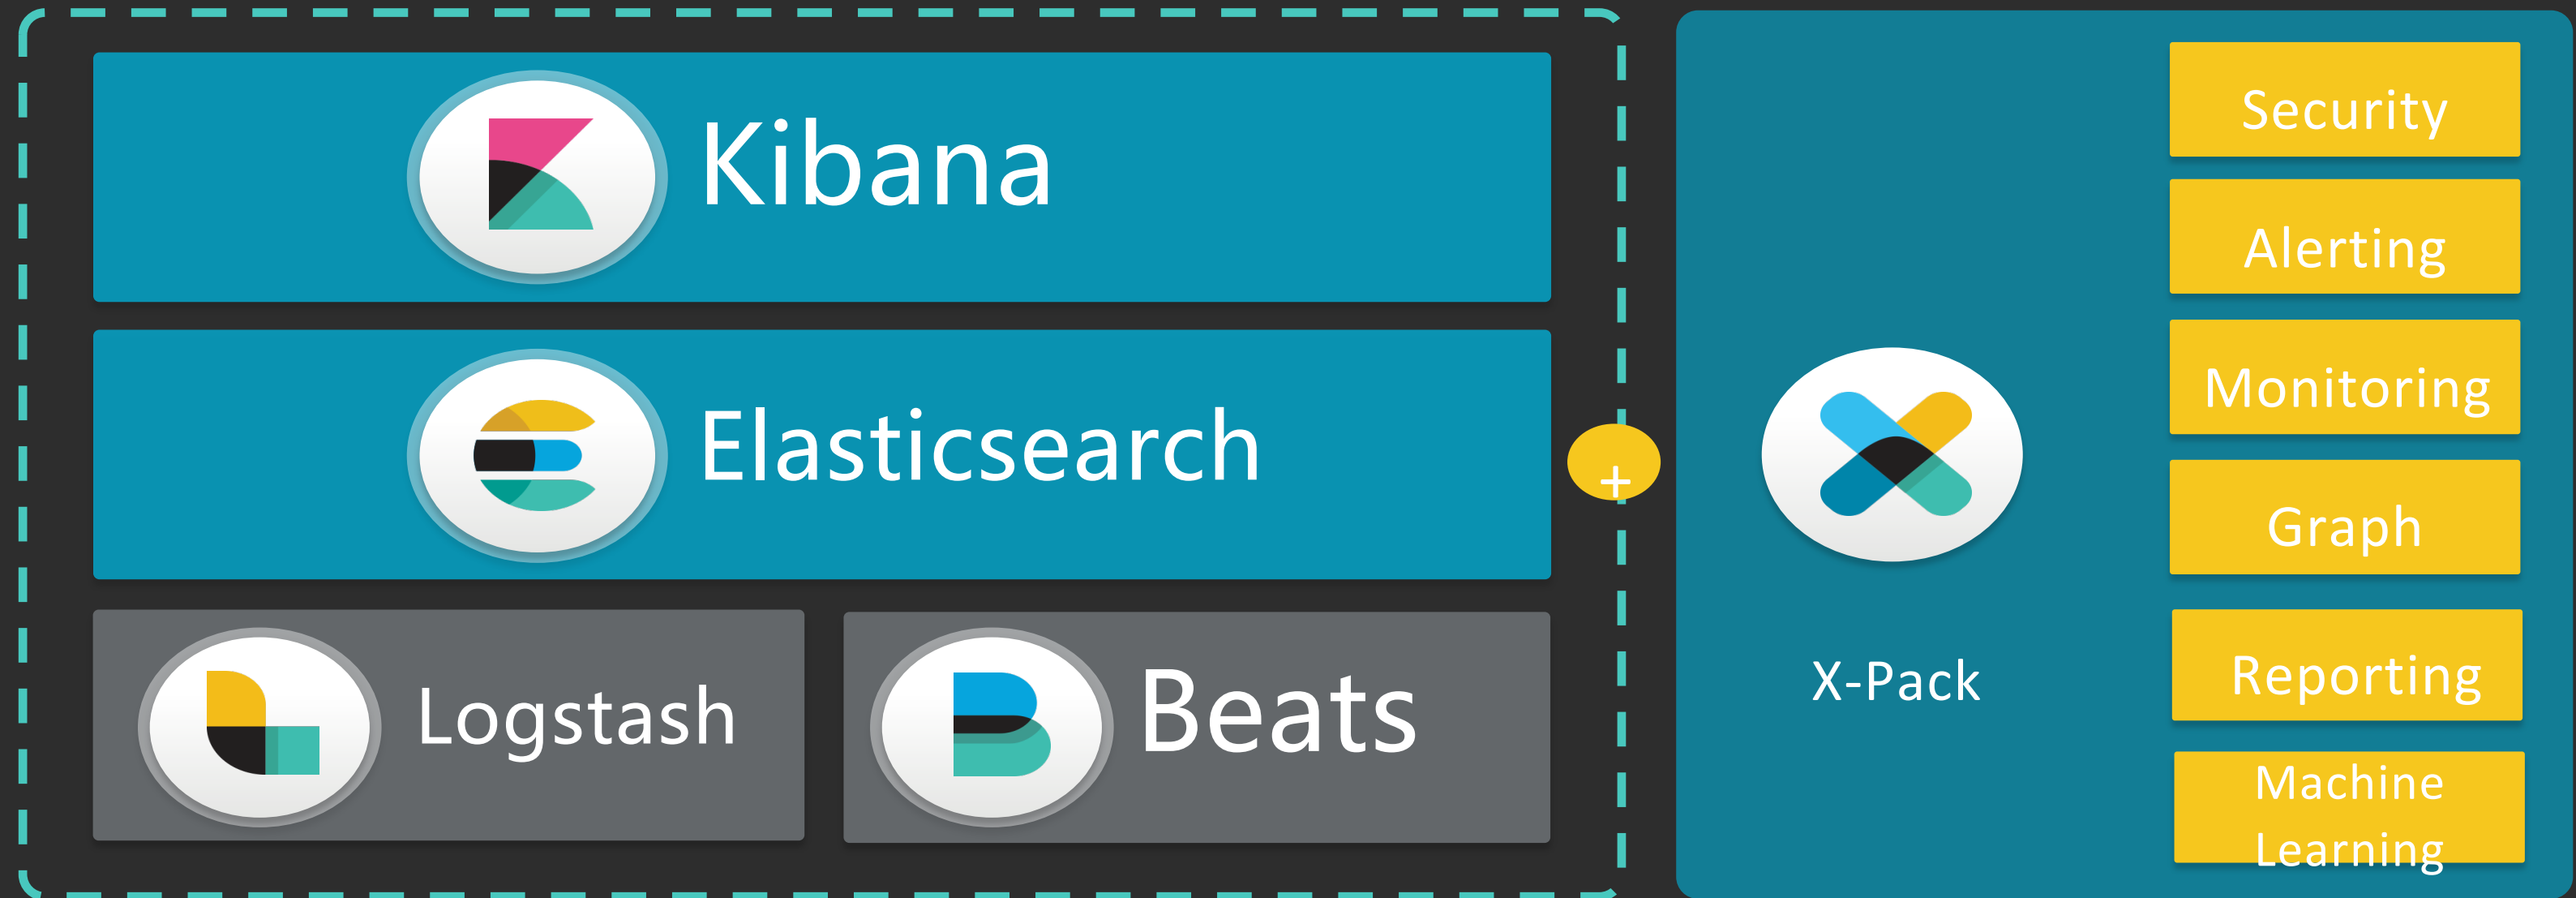 Kibana
Elasticsearch
Logstash
Beats
+
X-Pack
Security
Alerting
Monitoring
Graph
Reporting
Machine
Learning